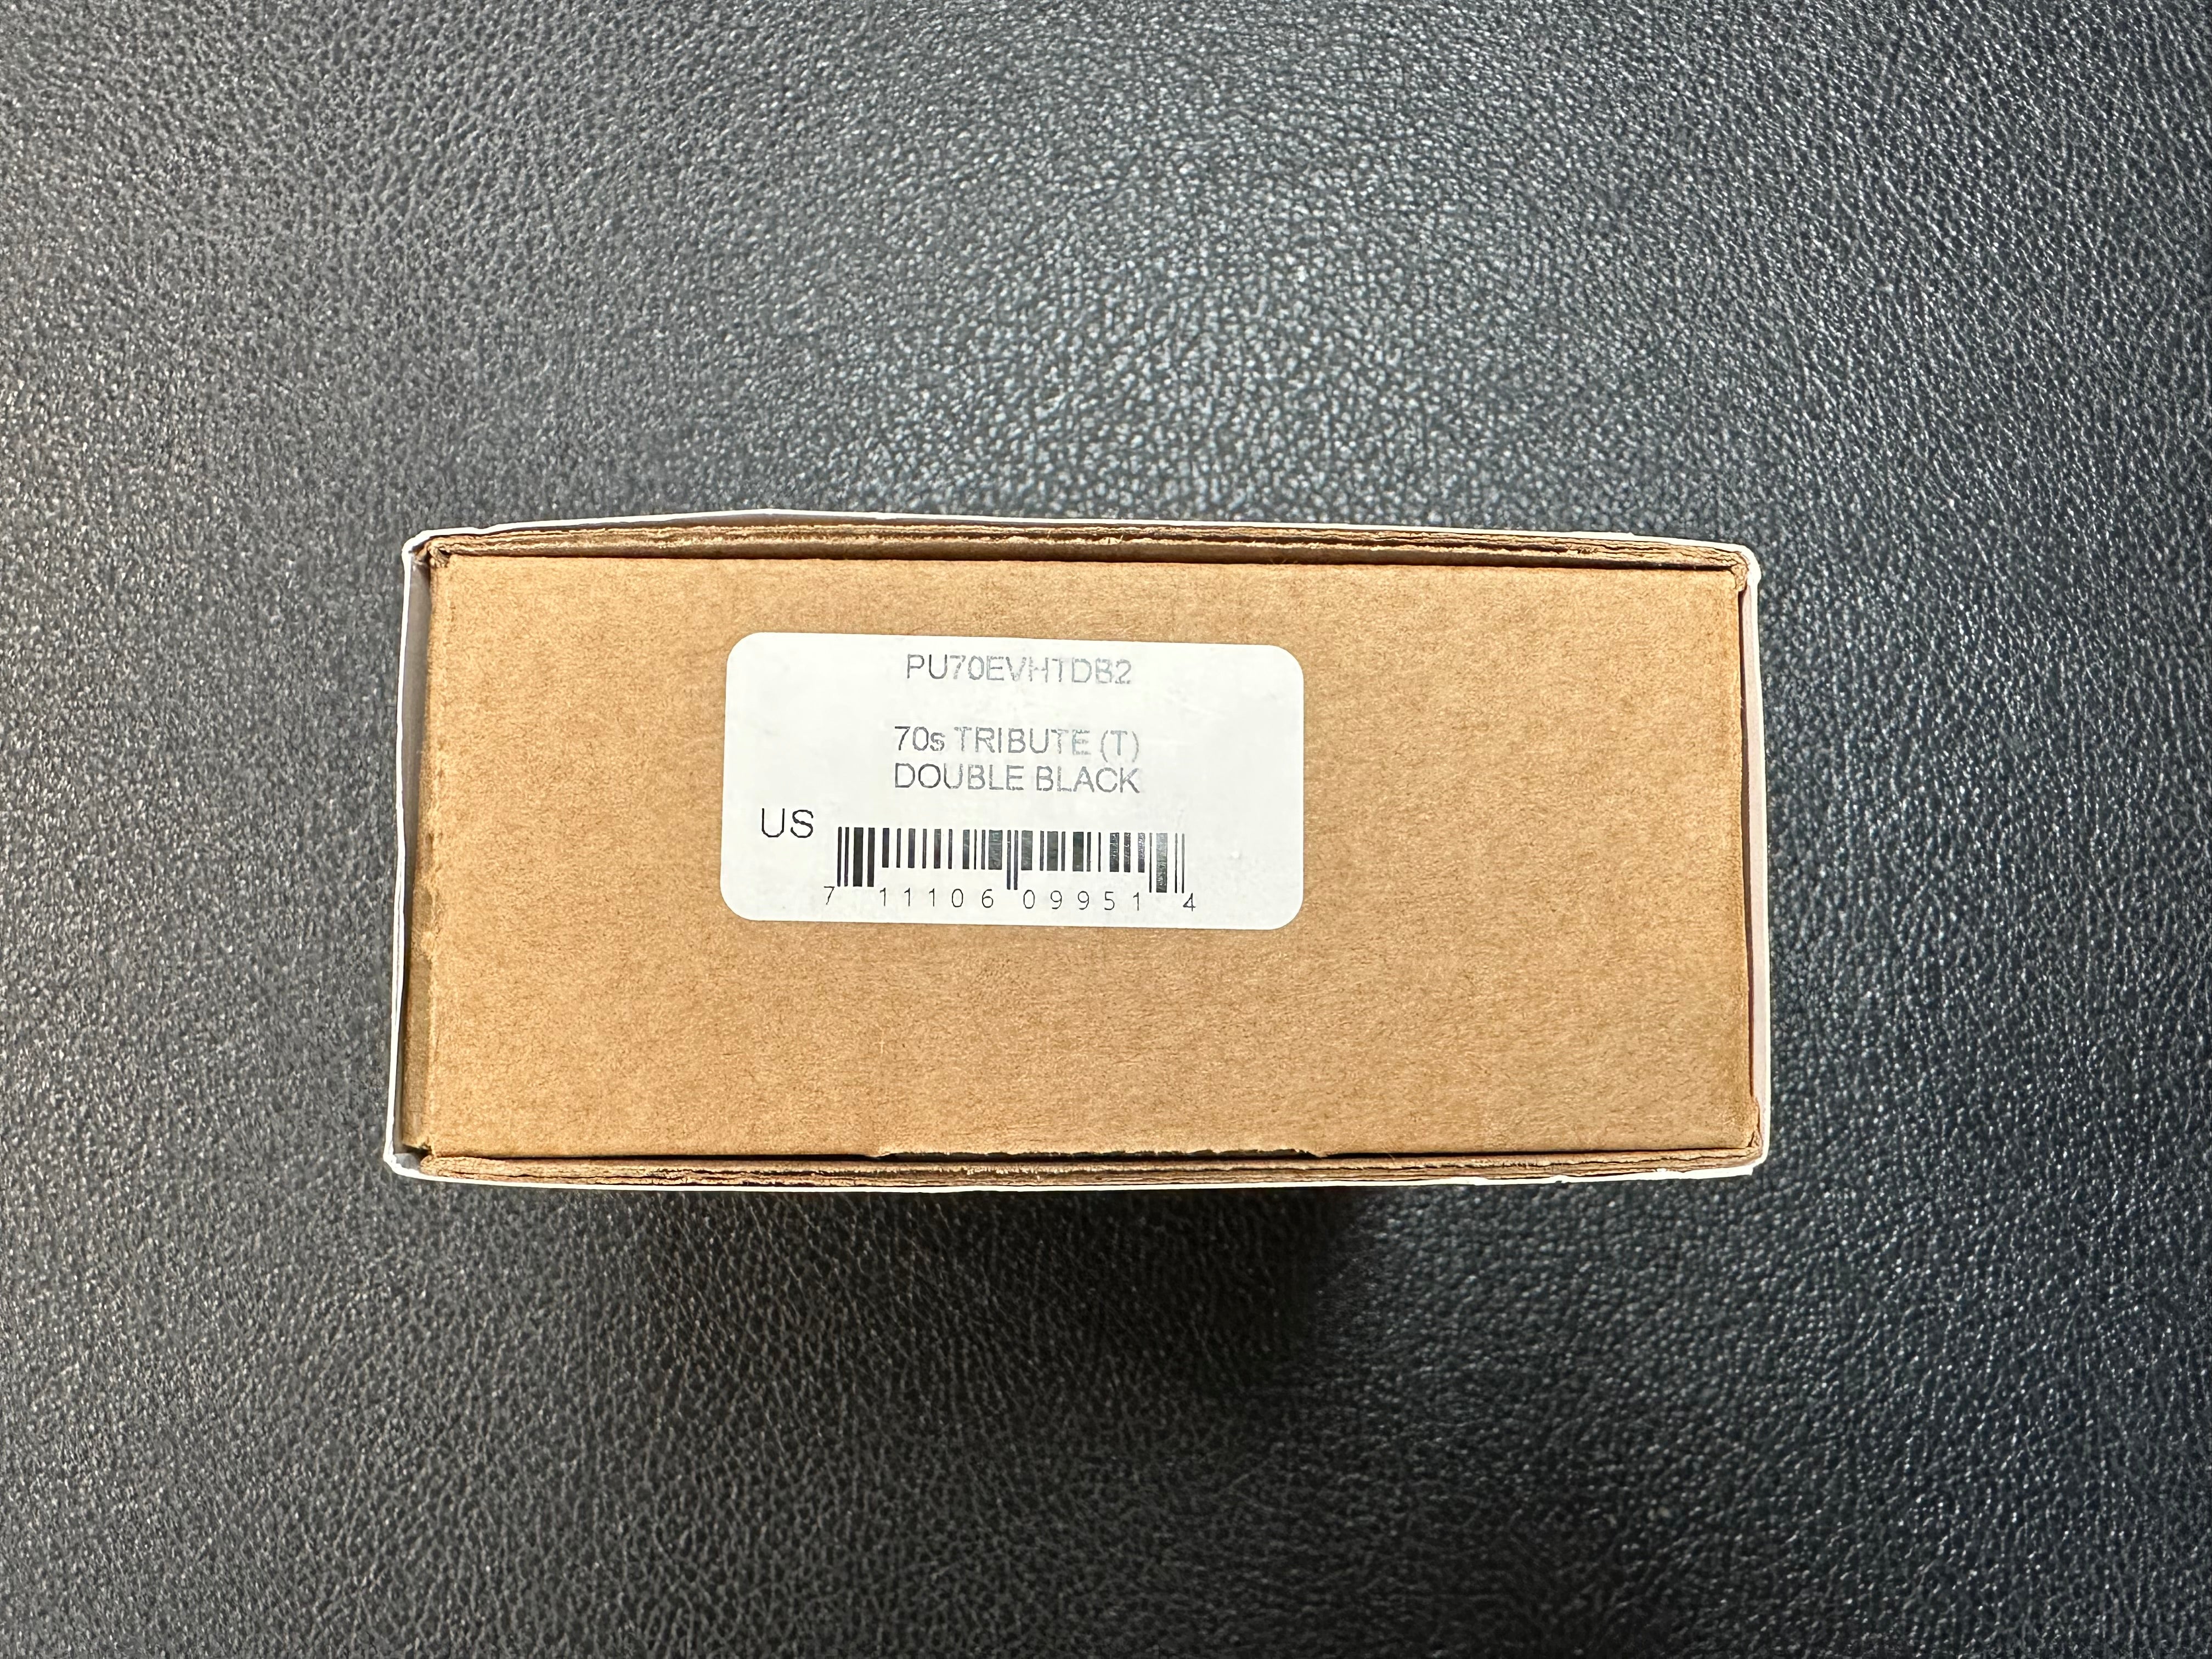 PU70EVHTDB2
70s TRIBUTE (T)
DOUBLE BLACK
US
7 11106 09951 4